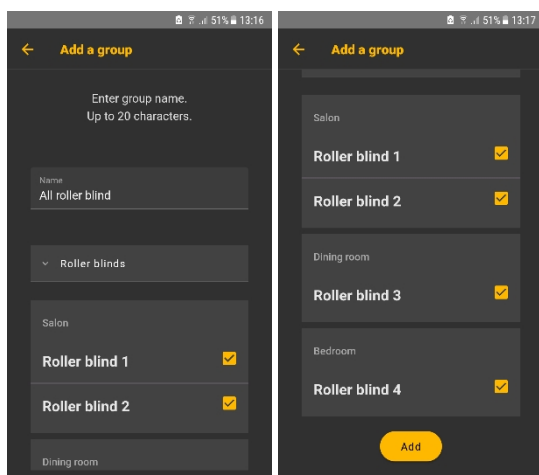 51% 13:16
Add a group
Enter group name.
Up to 20 characters.
Name
All roller blind
Roller blinds
Salon
Roller blind 1
Roller blind 2
Dining room
51% 13:17
Add a group
Salon
Roller blind 1
Roller blind 2
Dining room
Roller blind 3
Bedroom
Roller blind 4
Add